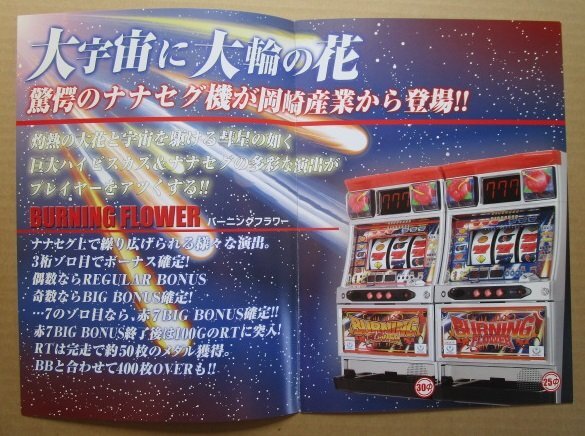 大宇宙に大輪の花
驚愕のナナセグ機が岡崎産業から登場!!
灼熱の大花と宇宙を駆ける彗星の如く
巨大ハイビスカス&ナナセグの多彩な演出が
プレイヤーをアツくする!!
BURNING FLOWER バーニングフラワー
ナナセグ上で繰り広げられる様々な演出。
3桁ゾロ目でボーナス確定!
偶数ならREGULAR BONUS
奇数ならBIG BONUS確定!
…7のゾロ目なら、赤7BIG BONUS確定!!
赤7BIG BONUS終了後は100GのRTに突入!
RTは完走で約50枚のメダル獲得。
BBと合わせて400枚OVERも!!
777
777
BURNING FLOWER
BURNING FLOWER
30Φ
25Φ